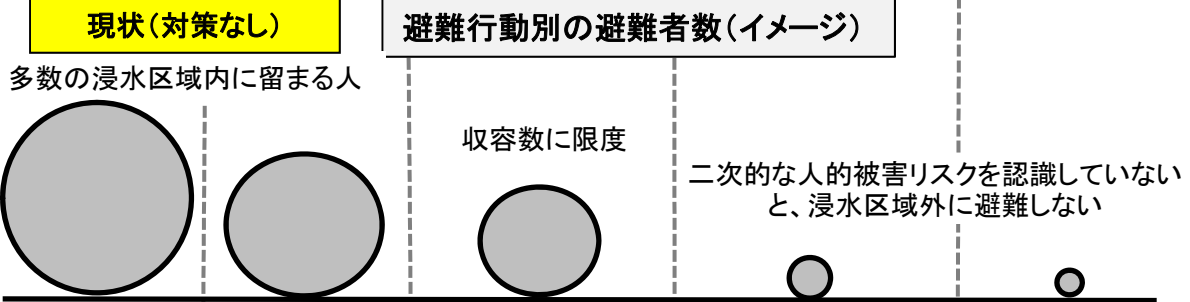 現状(対策なし)
避難行動別の避難者数(イメージ)
多数の浸水区域内に留まる人
収容数に限度
二次的な人的被害リスクを認識していない
と、浸水区域外に避難しない